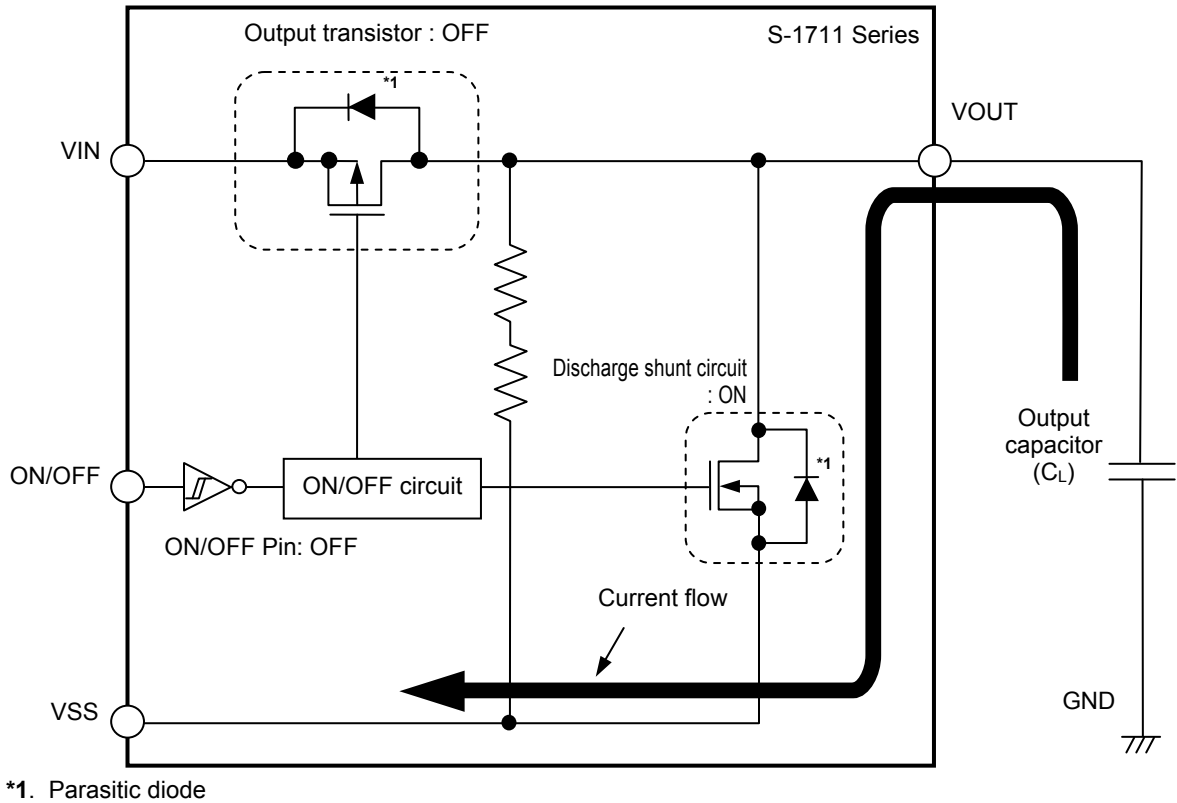 Output transistor : OFF
S-1711 Series
*1
VOUT
VIN
Discharge shunt circuit
: ON
Output
capacitor
(CL)
*1
ON/OFF
ON/OFF circuit
ON/OFF Pin: OFF
Current flow
GND
VSS
*1. Parasitic diode